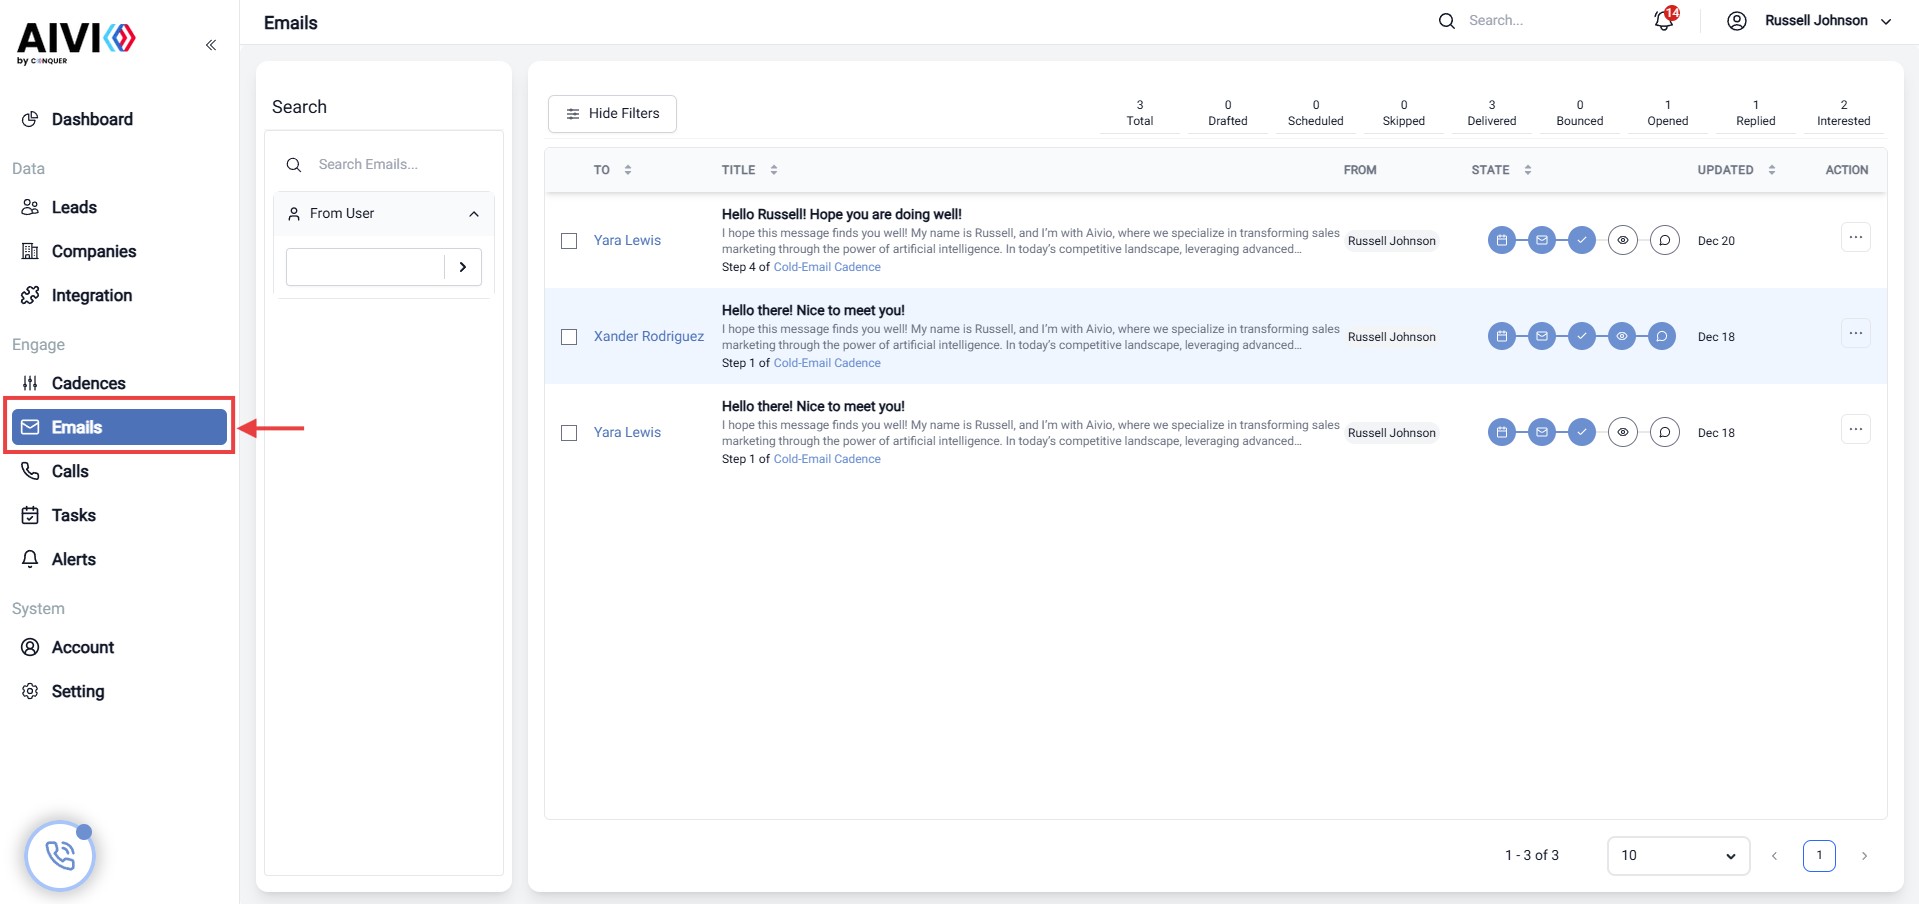 AIVIO
by CONQUER
Dashboard
Data
Leads
Companies
Integration
Engage
Cadences
Emails
Calls
Tasks
Alerts
System
Account
Setting
Emails
Search...
14
Russell Johnson
Search
Search Emails...
From User
Hide Filters
3 Total
0 Drafted
0 Scheduled
0 Skipped
3 Delivered
0 Bounced
1 Opened
1 Replied
2 Interested
TO TITLE FROM STATE UPDATED ACTION
Yara Lewis
Hello Russell! Hope you are doing well!
I hope this message finds you well! My name is Russell, and I'm with Aivio, where we specialize in transforming sales
marketing through the power of artificial intelligence. In today's competitive landscape, leveraging advanced...
Step 4 of Cold-Email Cadence
Russell Johnson
Dec 20
...
Xander Rodriguez
Hello there! Nice to meet you!
I hope this message finds you well! My name is Russell, and I'm with Aivio, where we specialize in transforming sales
marketing through the power of artificial intelligence. In today's competitive landscape, leveraging advanced...
Step 1 of Cold-Email Cadence
Russell Johnson
Dec 18
...
Yara Lewis
Hello there! Nice to meet you!
I hope this message finds you well! My name is Russell, and I'm with Aivio, where we specialize in transforming sales
marketing through the power of artificial intelligence. In today's competitive landscape, leveraging advanced...
Step 1 of Cold-Email Cadence
Russell Johnson
Dec 18
...
1 - 3 of 3
10
1